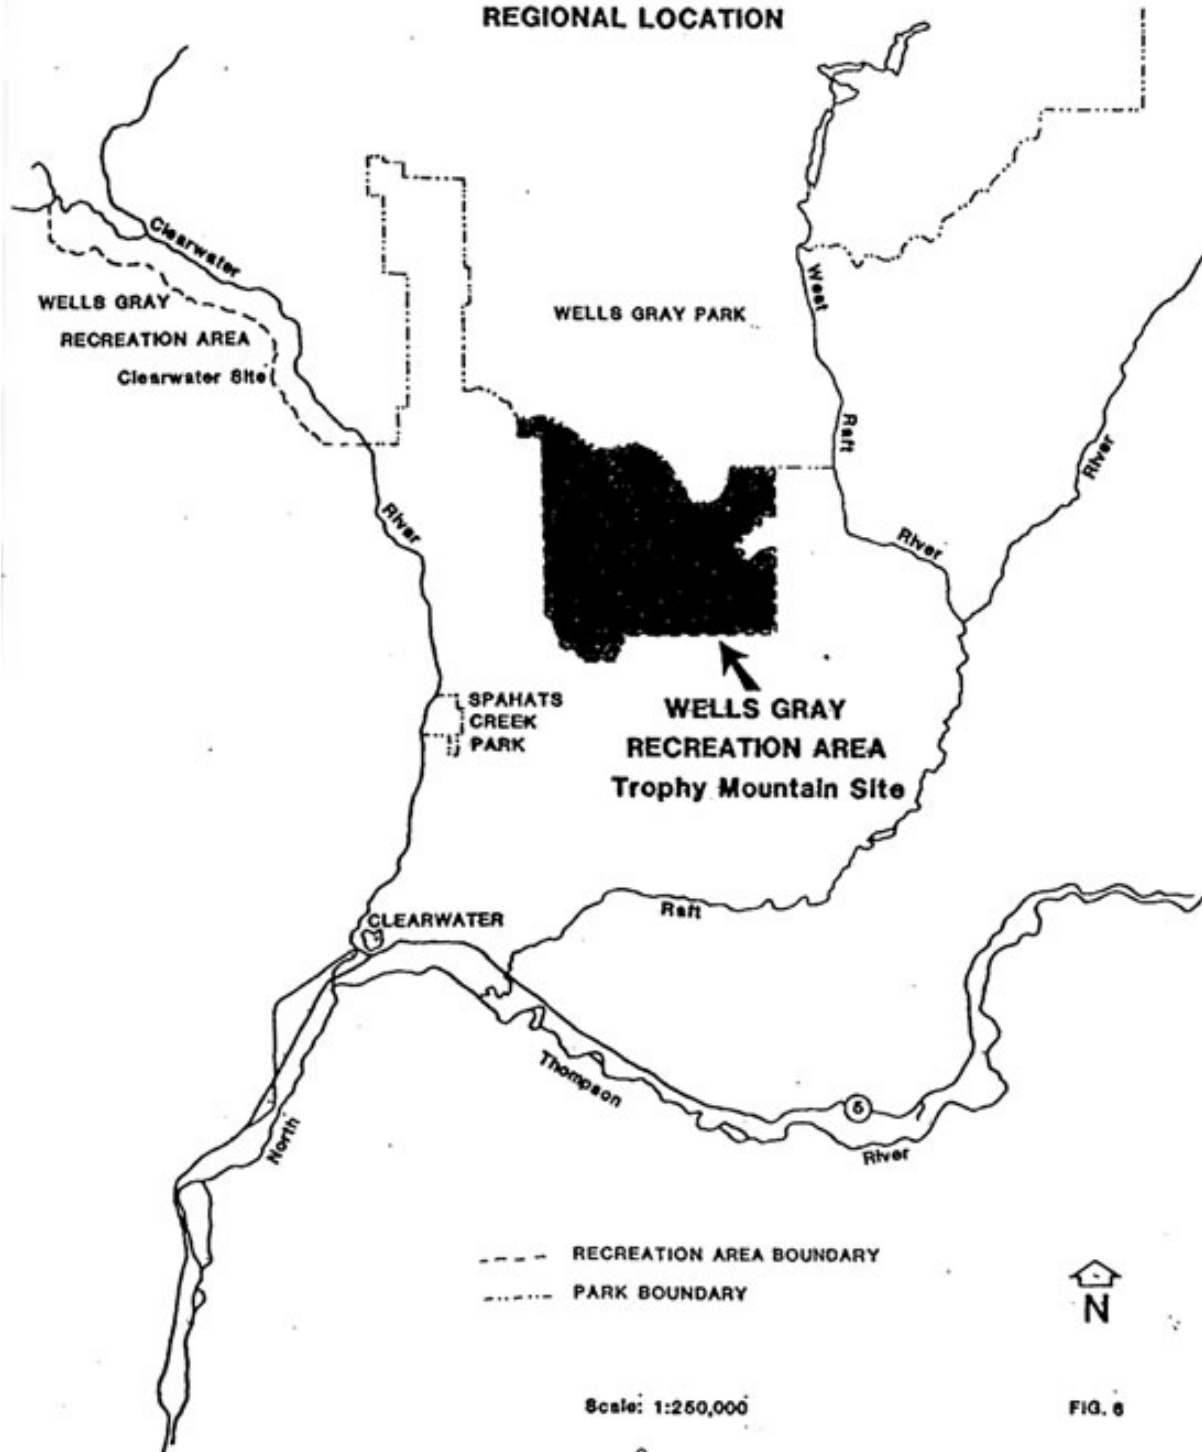 REGIONAL LOCATION
Clearwater
WELLS GRAY
RECREATION AREA
Clearwater Site
WELLS GRAY PARK
West
Raft
River
River
River
SPAHATS
CREEK
PARK
WELLS GRAY
RECREATION AREA
Trophy Mountain Site
Raft
CLEARWATER
Thompson
5
North
River
RECREATION AREA BOUNDARY
PARK BOUNDARY
N
Scale: 1:250,000
FIG. 6